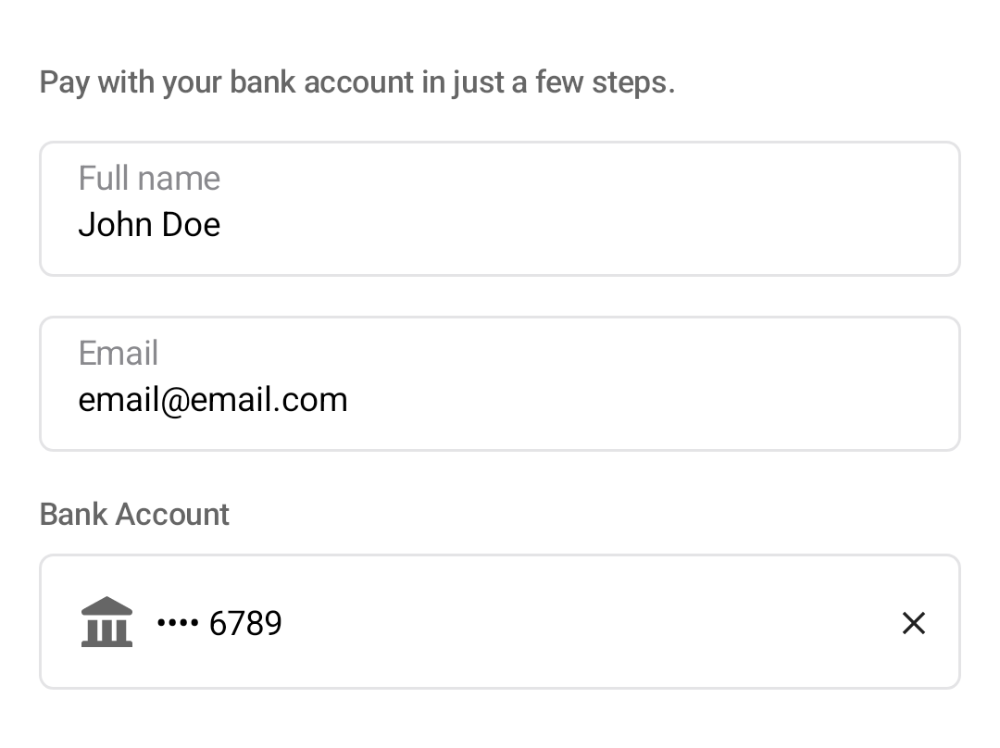 Pay with your bank account in just a few steps.
Full name
John Doe
Email
email@email.com
Bank Account
•••• 6789